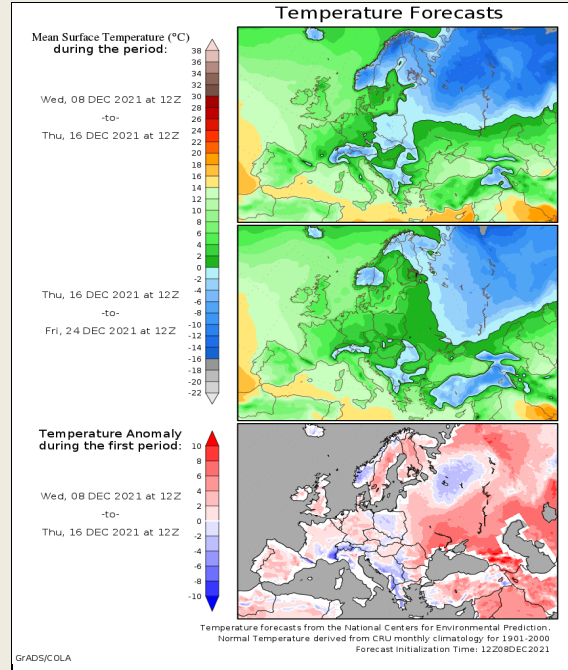 Temperature Forecasts
Mean Surface Temperature (°C)
during the period:
38
36
34
32
30
28
26
24
22
20
18
16
14
12
10
8
6
4
2
0
-2
-4
-6
-8
-10
-12
-14
-16
-18
-20
-22
Wed, 08 DEC 2021 at 12Z
-to-
Thu, 16 DEC 2021 at 12Z
Thu, 16 DEC 2021 at 12Z
-to-
Fri, 24 DEC 2021 at 12Z
Temperature Anomaly
during the first period:
10
8
6
4
2
0
-2
-4
-6
-8
-10
Wed, 08 DEC 2021 at 12Z
-to-
Thu, 16 DEC 2021 at 12Z
Temperature forecasts from the National Centers for Environmental Prediction.
Normal Temperature derived from CRU monthly climatology for 1901-2000
Forecast Initialization Time: 12Z08DEC2021
GrADS/COLA